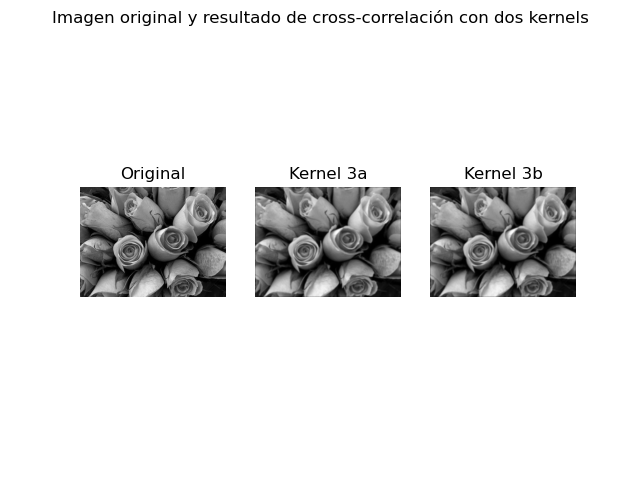 Imagen original y resultado de cross-correlación con dos kernels
Original
Kernel 3a
Kernel 3b